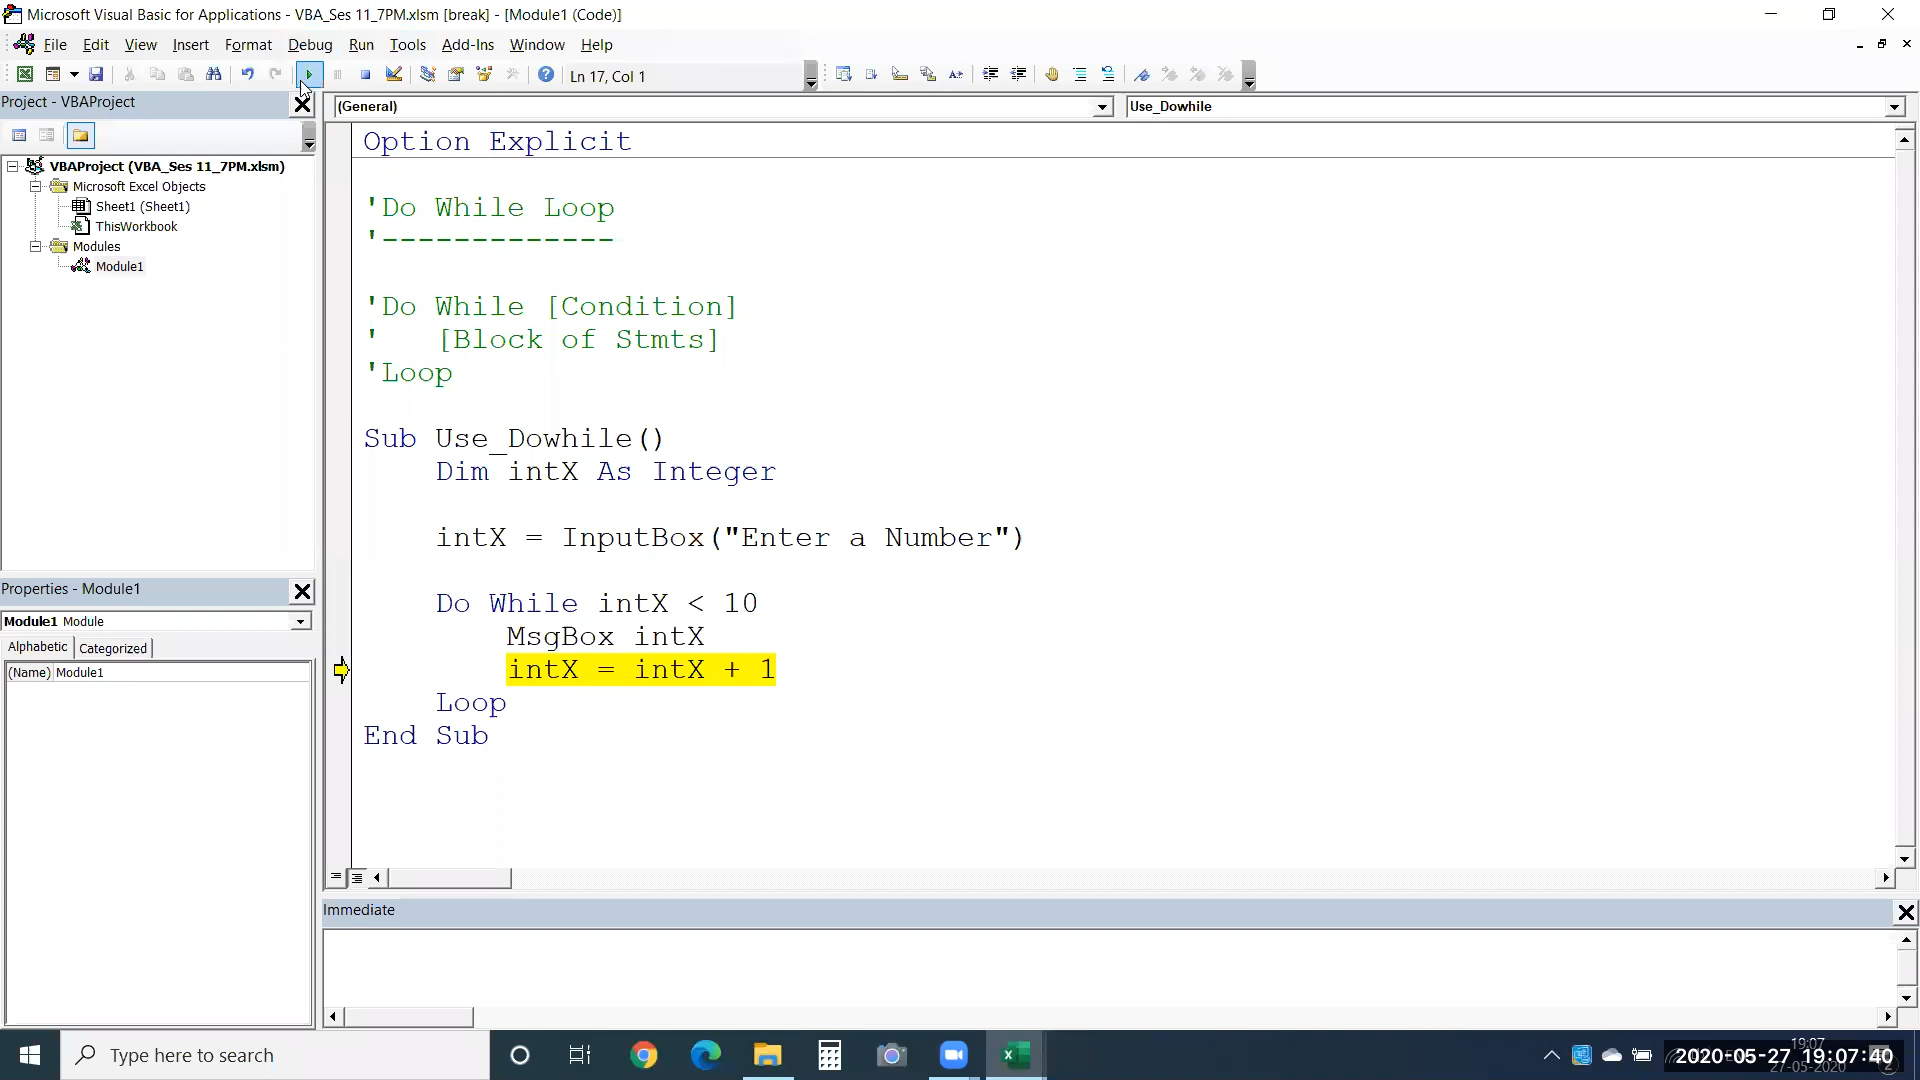 Microsoft Visual Basic for Applications - VBA_Ses 11_7PM.xlsm [break] - [Module1 (Code)]
File Edit View Insert Format Debug Run Tools Add-Ins Window Help
Ln 17, Col 1
Project - VBAProject
(General)
Use_Dowhile
VBAProject (VBA_Ses 11_7PM.xlsm)
Microsoft Excel Objects
Sheet1 (Sheet1)
ThisWorkbook
Modules
Module1
Option Explicit
'Do While Loop
'-------------
'Do While [Condition]
' [Block of Stmts]
'Loop
Sub Use_Dowhile()
Dim intX As Integer
intX = InputBox("Enter a Number")
Do While intX < 10
MsgBox intX
intX = intX + 1
Loop
End Sub
Properties - Module1
Module1 Module
Alphabetic Categorized
(Name) Module1
Immediate
Type here to search
2020-05-27 19:07:40
19:07
27-05-2020